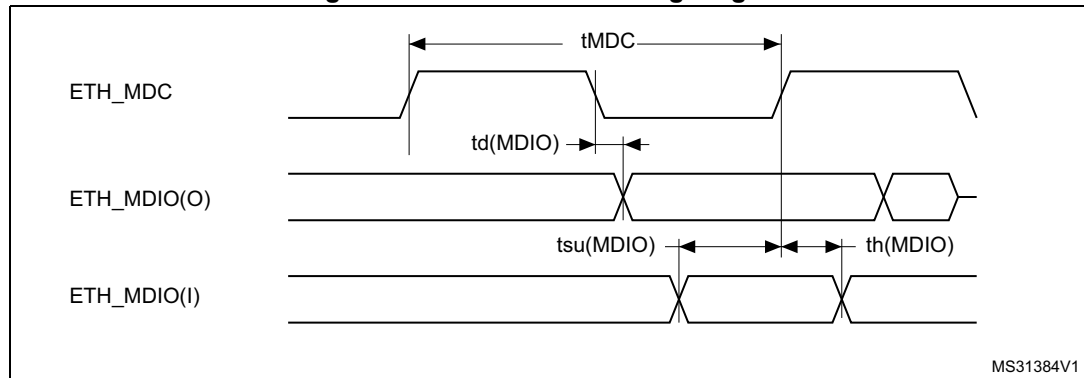 tMDC
ETH_MDC
td(MDIO)
ETH_MDIO(O)
tsu(MDIO)
th(MDIO)
ETH_MDIO(I)
MS31384V1